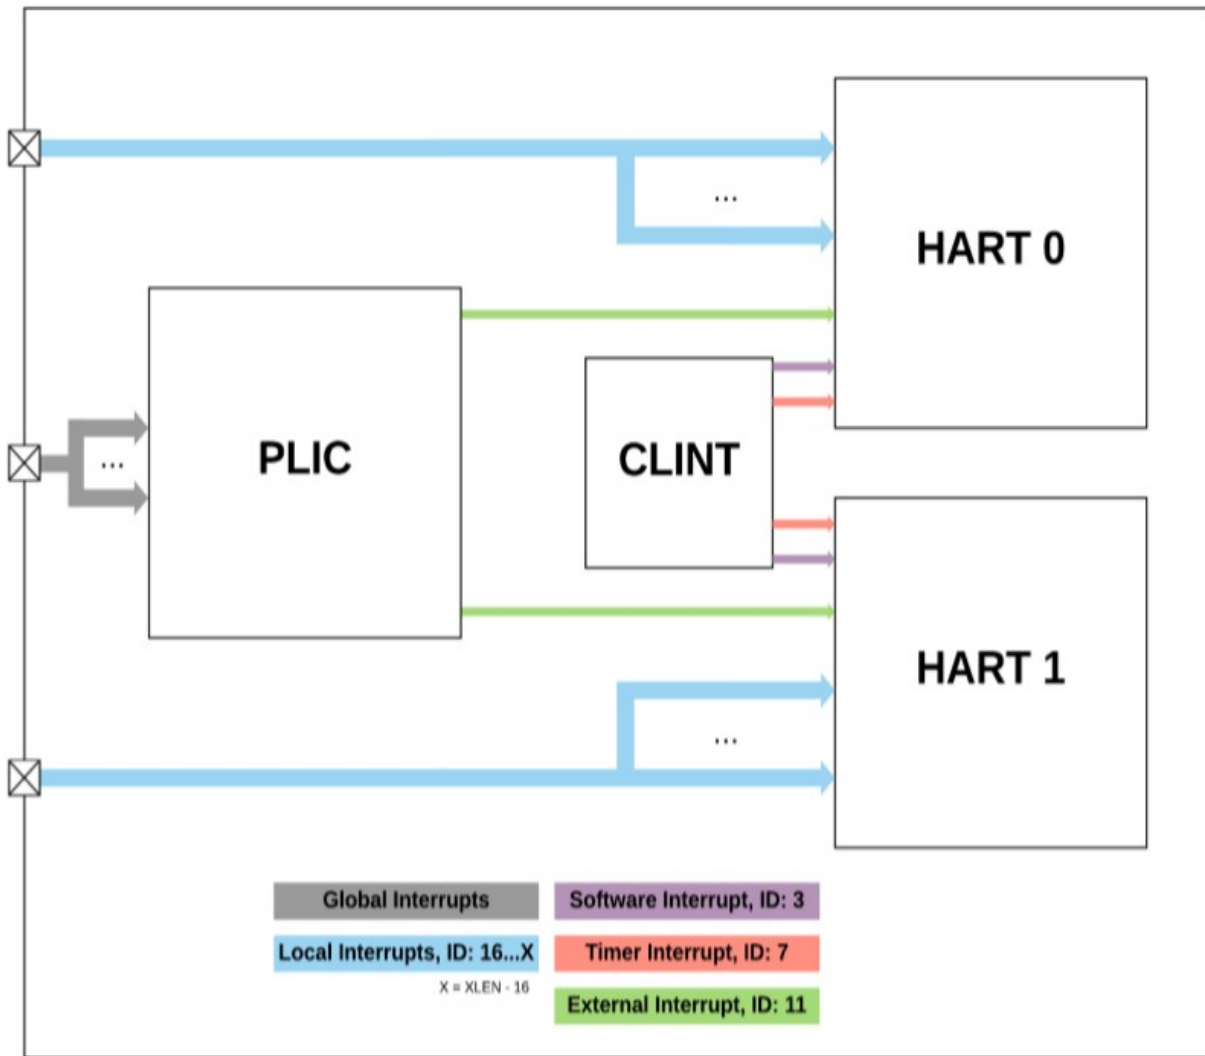 ...
HART 0
PLIC
CLINT
...
HART 1
...
Global Interrupts
Software Interrupt, ID: 3
Local Interrupts, ID: 16...X
Timer Interrupt, ID: 7
X = XLEN - 16
External Interrupt, ID: 11